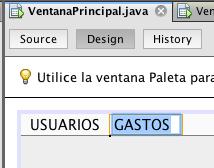 VentanaPrincipal.java
Source Design History
Utilice la ventana Paleta para
USUARIOS GASTOS